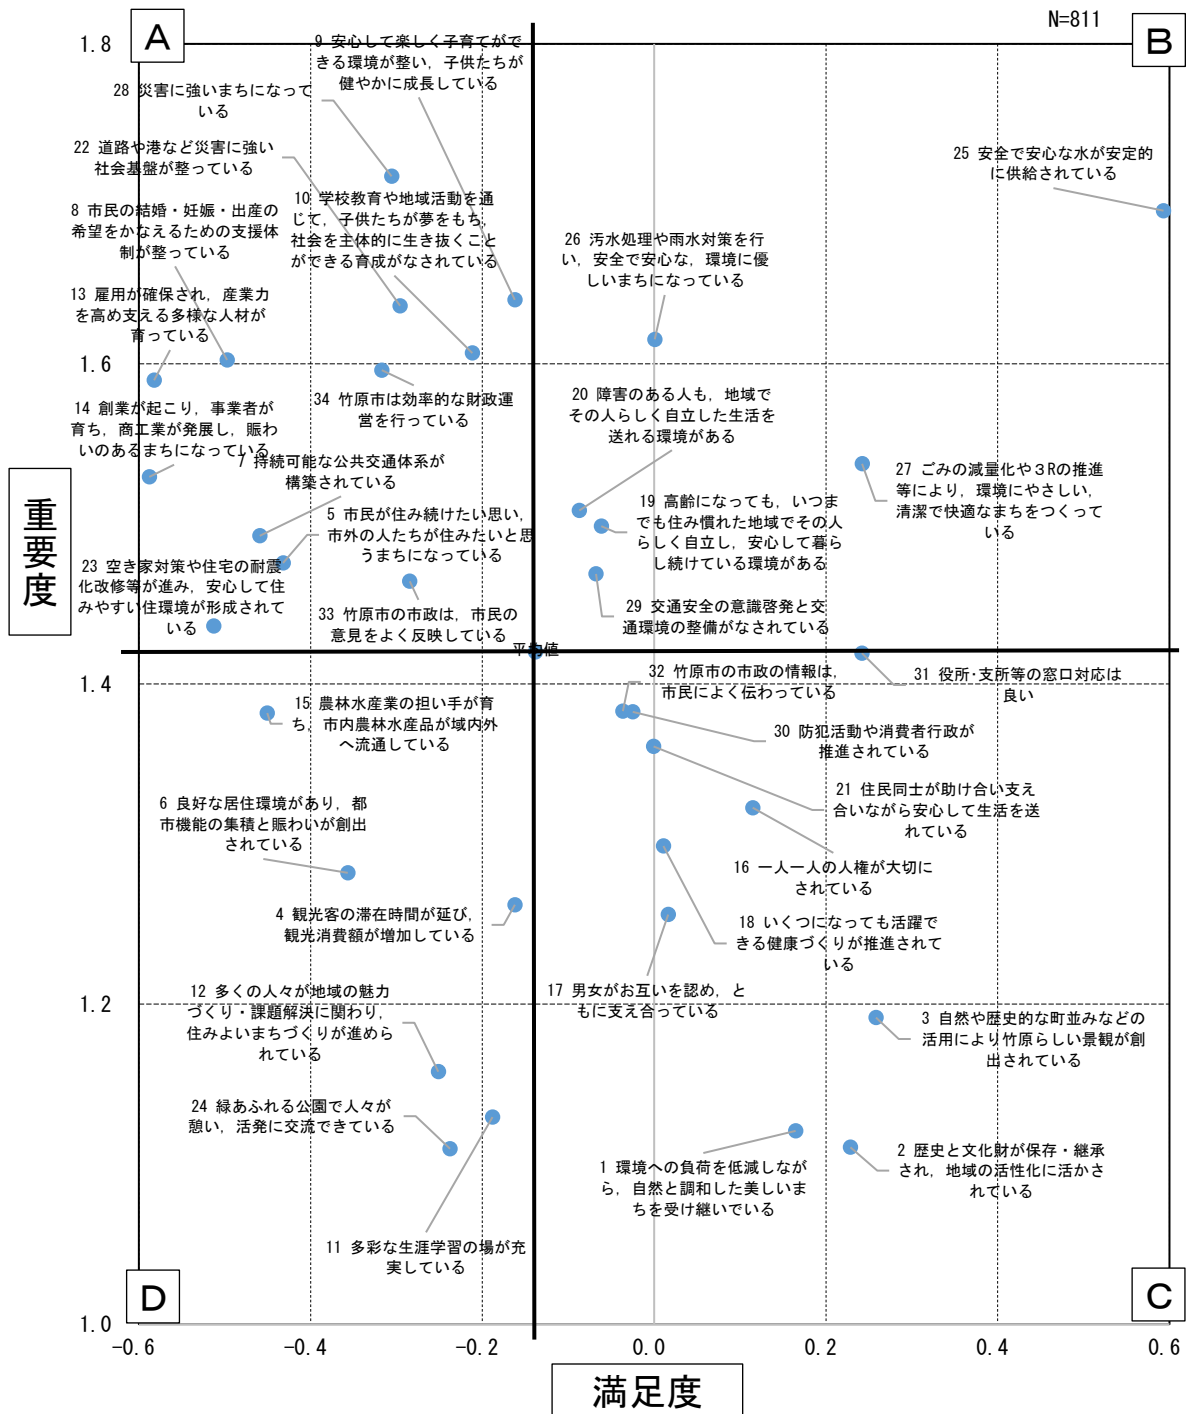 N=811
A
B
1.8
9 安心して楽しく子育てがで
きる環境が整い，子供たちが
健やかに成長している
28 災害に強いまちになって
いる
22 道路や港など災害に強い
社会基盤が整っている
25 安全で安心な水が安定的
に供給されている
8 市民の結婚・妊娠・出産の
希望をかなえるための支援体
制が整っている
10 学校教育や地域活動を通
じて，子供たちが夢をもち，
社会を主体的に生き抜くこと
ができる育成がなされている
26 汚水処理や雨水対策を行
い，安全で安心な，環境に優
しいまちになっている
13 雇用が確保され，産業力
を高め支える多様な人材が
育っている
1.6
34 竹原市は効率的な財政運
営を行っている
20 障害のある人も，地域で
その人らしく自立した生活を
送れる環境がある
14 創業が起こり，事業者が
育ち，商工業が発展し，賑わ
いのあるまちになっている
7 持続可能な公共交通体系が
構築されている
27 ごみの減量化や３Rの推進
等により，環境にやさしい，
清潔で快適なまちをつくって
いる
19 高齢になっても，いつま
でも住み慣れた地域でその人
らしく自立し，安心して暮ら
し続けている環境がある
5 市民が住み続けたい思い，
市外の人たちが住みたいと思
うまちになっている
重要度
23 空き家対策や住宅の耐震
化改修等が進み，安心して住
みやすい住環境が形成されて
いる
33 竹原市の市政は，市民の
意見をよく反映している
29 交通安全の意識啓発と交
通環境の整備がなされている
平均値
1.4
32 竹原市の市政の情報は，
市民によく伝わっている
31 役所･支所等の窓口対応は
良い
15 農林水産業の担い手が育
ち，市内農林水産品が域内外
へ流通している
30 防犯活動や消費者行政が
推進されている
6 良好な居住環境があり，都
市機能の集積と賑わいが創出
されている
21 住民同士が助け合い支え
合いながら安心して生活を送
れている
16 一人一人の人権が大切に
されている
4 観光客の滞在時間が延び，
観光消費額が増加している
18 いくつになっても活躍で
きる健康づくりが推進されて
いる
1.2
12 多くの人々が地域の魅力
づくり・課題解決に関わり，
住みよいまちづくりが進めら
れている
17 男女がお互いを認め，と
もに支え合っている
3 自然や歴史的な町並みなどの
活用により竹原らしい景観が創
出されている
24 緑あふれる公園で人々が
憩い，活発に交流できている
1 環境への負荷を低減しなが
ら，自然と調和した美しいま
ちを受け継いでいる
2 歴史と文化財が保存・継承
され，地域の活性化に活かさ
れている
11 多彩な生涯学習の場が充
実している
D
C
1.0
-0.6
-0.4
-0.2
0.0
0.2
0.4
0.6
満足度